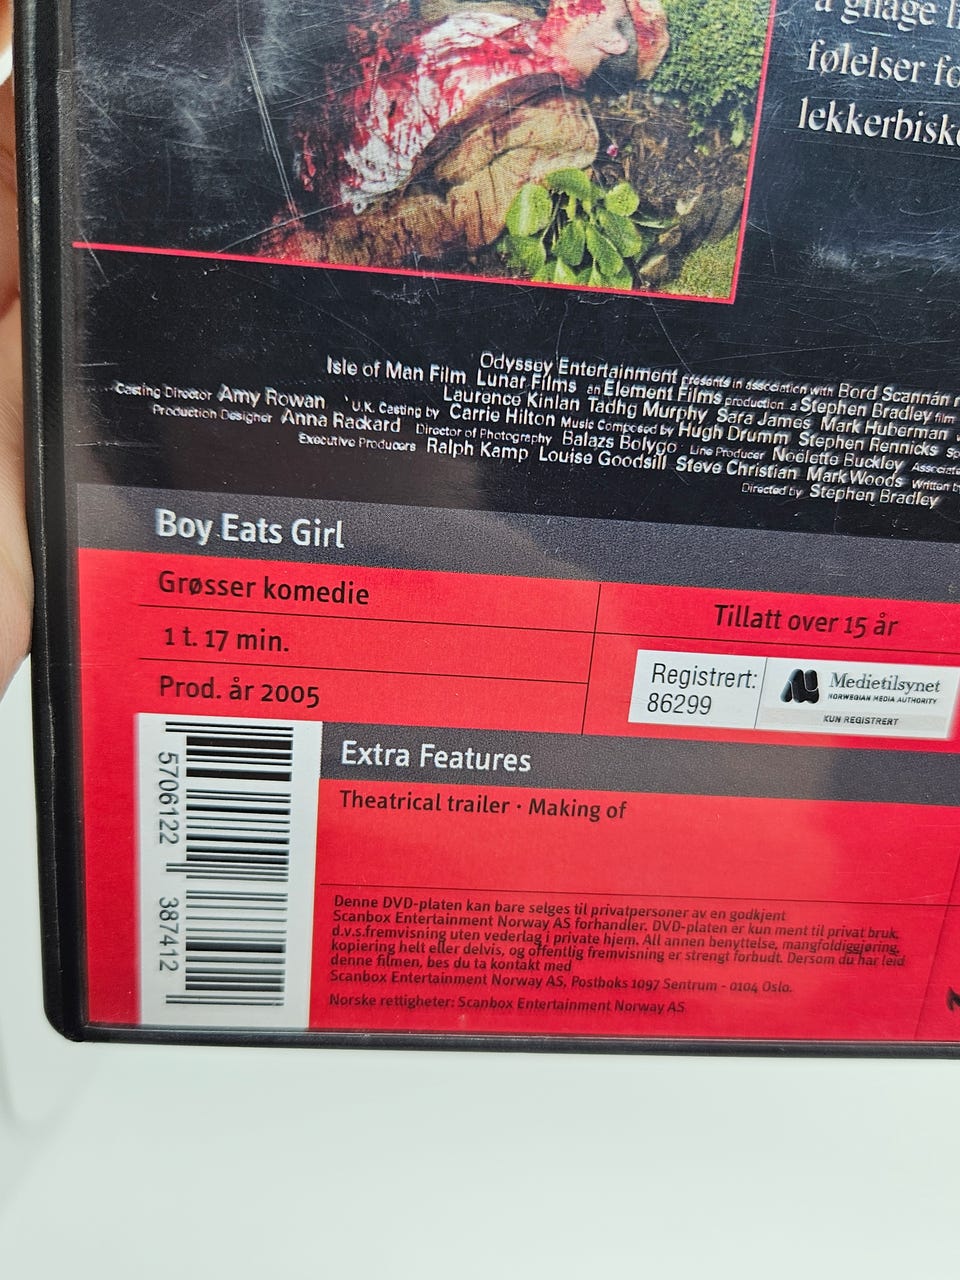 å gnage
følelser
lekkerbisk
Odyssey Entertainment presents in association with Bord Scannán
Isle of Man Film Lunar Films an Element Films production a Stephen Bradley film
Laurence Kinlan Tadhg Murphy Sara James Mark Huberman
Casting Director Amy Rowan U.K. Casting by Carrie Hilton Music Composed by Hugh Drumm Stephen Rennicks
Production Designer Anna Rackard Director of Photography Balazs Bolygo Line Producer Noelette Buckley
Executive Producers Ralph Kamp Louise Goodsill Steve Christian Mark Woods Written by
Directed by Stephen Bradley
Boy Eats Girl
Grøsser komedie
Tillatt over 15 år
1 t. 17 min.
Prod. år 2005
Registrert:
86299
Medietilsynet
NORWEGIAN MEDIA AUTHORITY
KUN REGISTRERT
Extra Features
Theatrical trailer · Making of
5706122 387412
Denne DVD-platen kan bare selges til privatpersoner av en godkjent
Scanbox Entertainment Norway AS forhandler. DVD-platen er kun ment til privat bruk,
d.v.s.fremvisning uten vederlag i private hjem. All annen benyttelse, mangfoldiggjøring,
kopiering helt eller delvis, og offentlig fremvisning er strengt forbudt. Dersom du har leid
denne filmen, bes du ta kontakt med
Scanbox Entertainment Norway AS, Postboks 1097 Sentrum - 0104 Oslo.
Norske rettigheter: Scanbox Entertainment Norway AS